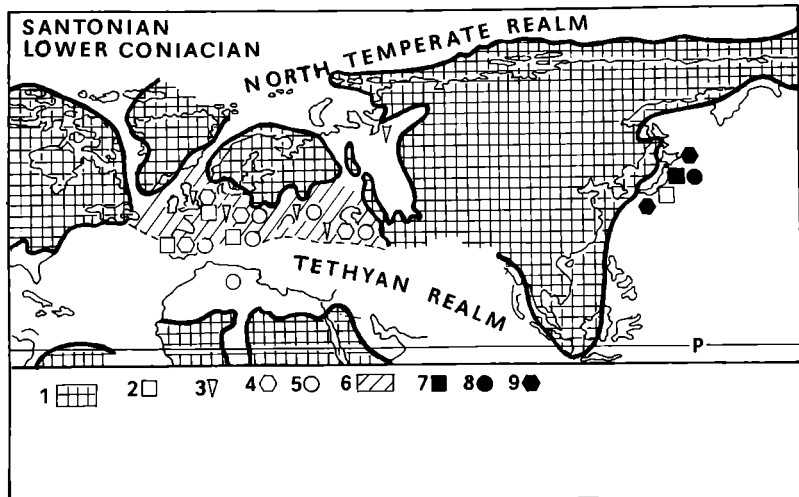 SANTONIAN
LOWER CONIACIAN
NORTH TEMPERATE REALM
TETHYAN REALM
P
1 2 3 4 5 6 7 8 9